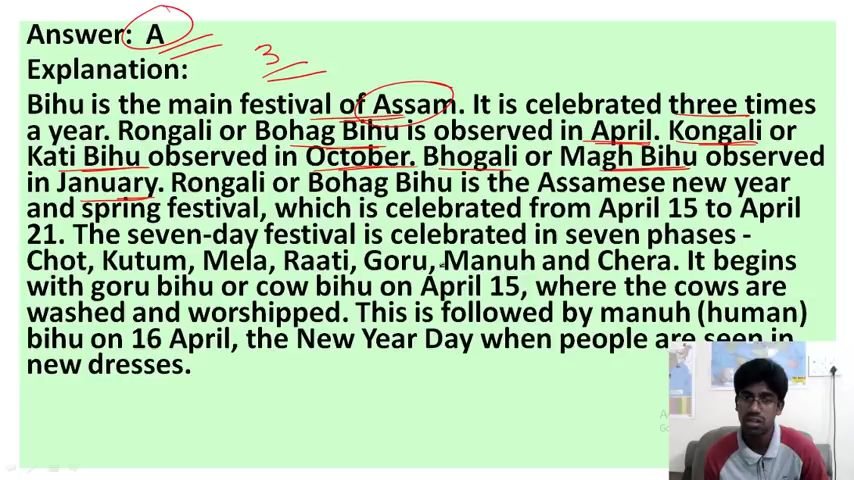 Answer: A
3
Explanation:
Bihu is the main festival of Assam. It is celebrated three times
a year. Rongali or Bohag Bihu is observed in April. Kongali or
Kati Bihu observed in October. Bhogali or Magh Bihu observed
in January. Rongali or Bohag Bihu is the Assamese new year
and spring festival, which is celebrated from April 15 to April
21. The seven-day festival is celebrated in seven phases -
Chot, Kutum, Mela, Raati, Goru, Manuh and Chera. It begins
with goru bihu or cow bihu on April 15, where the cows are
washed and worshipped. This is followed by manuh (human)
bihu on 16 April, the New Year Day when people are seen in
new dresses.